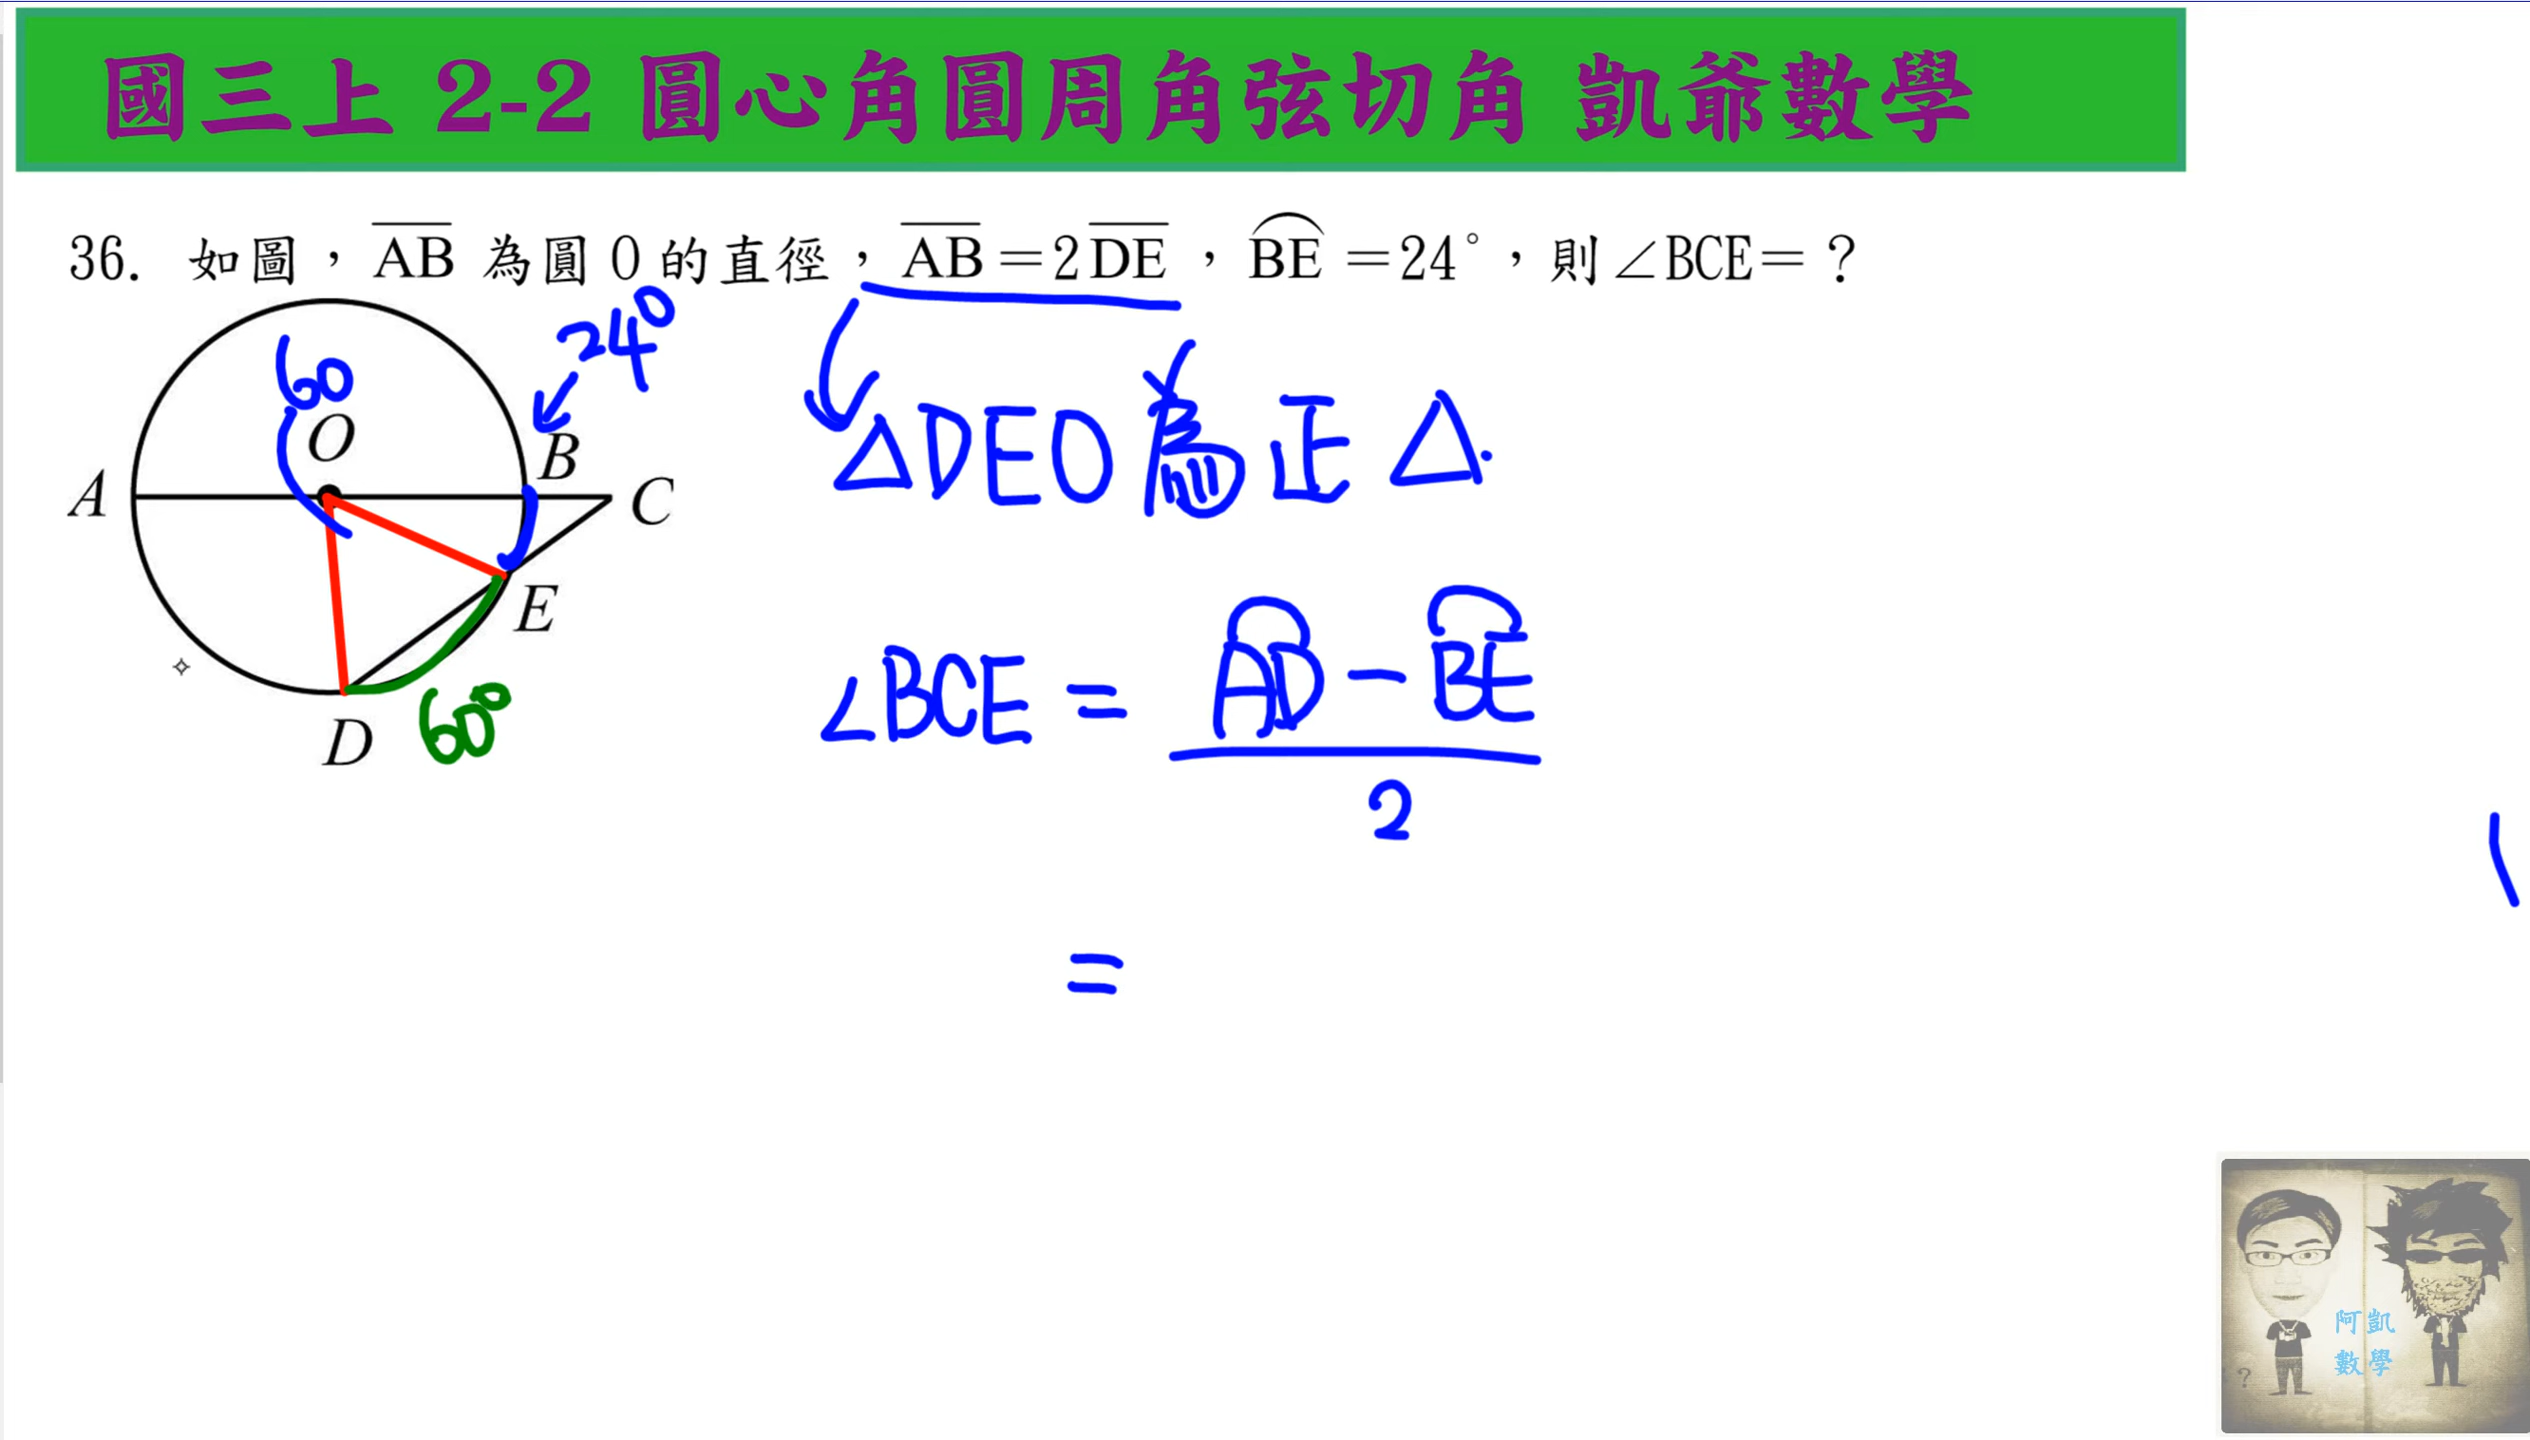 國三上 2-2 圓心角圓周角弦切角 凱爺數學
36. 如圖，AB 為圓 O 的直徑，AB=2DE，BE=24°，則∠BCE=？
24°
60
O
B
A
C
E
D
60°
△DEO為正△.
∠BCE = AD-BE
2
=
阿凱
數學
?